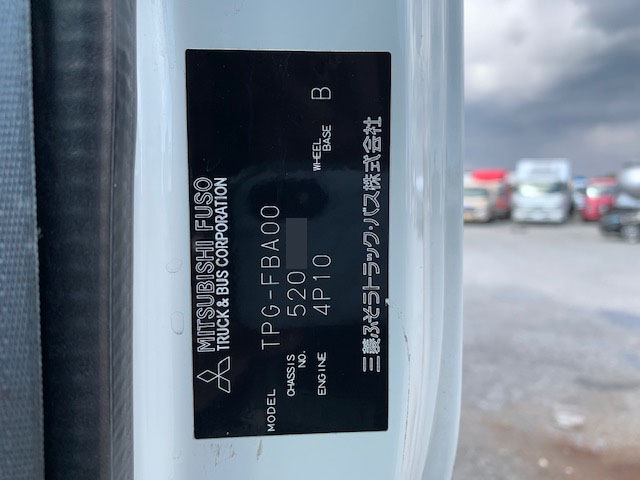 MITSUBISHI FUSO
TRUCK & BUS CORPORATION
MODEL TPG-FBA00
CHASSIS NO. 520
ENGINE 4P10 WHEEL BASE B
三菱ふそうトラック・バス株式会社